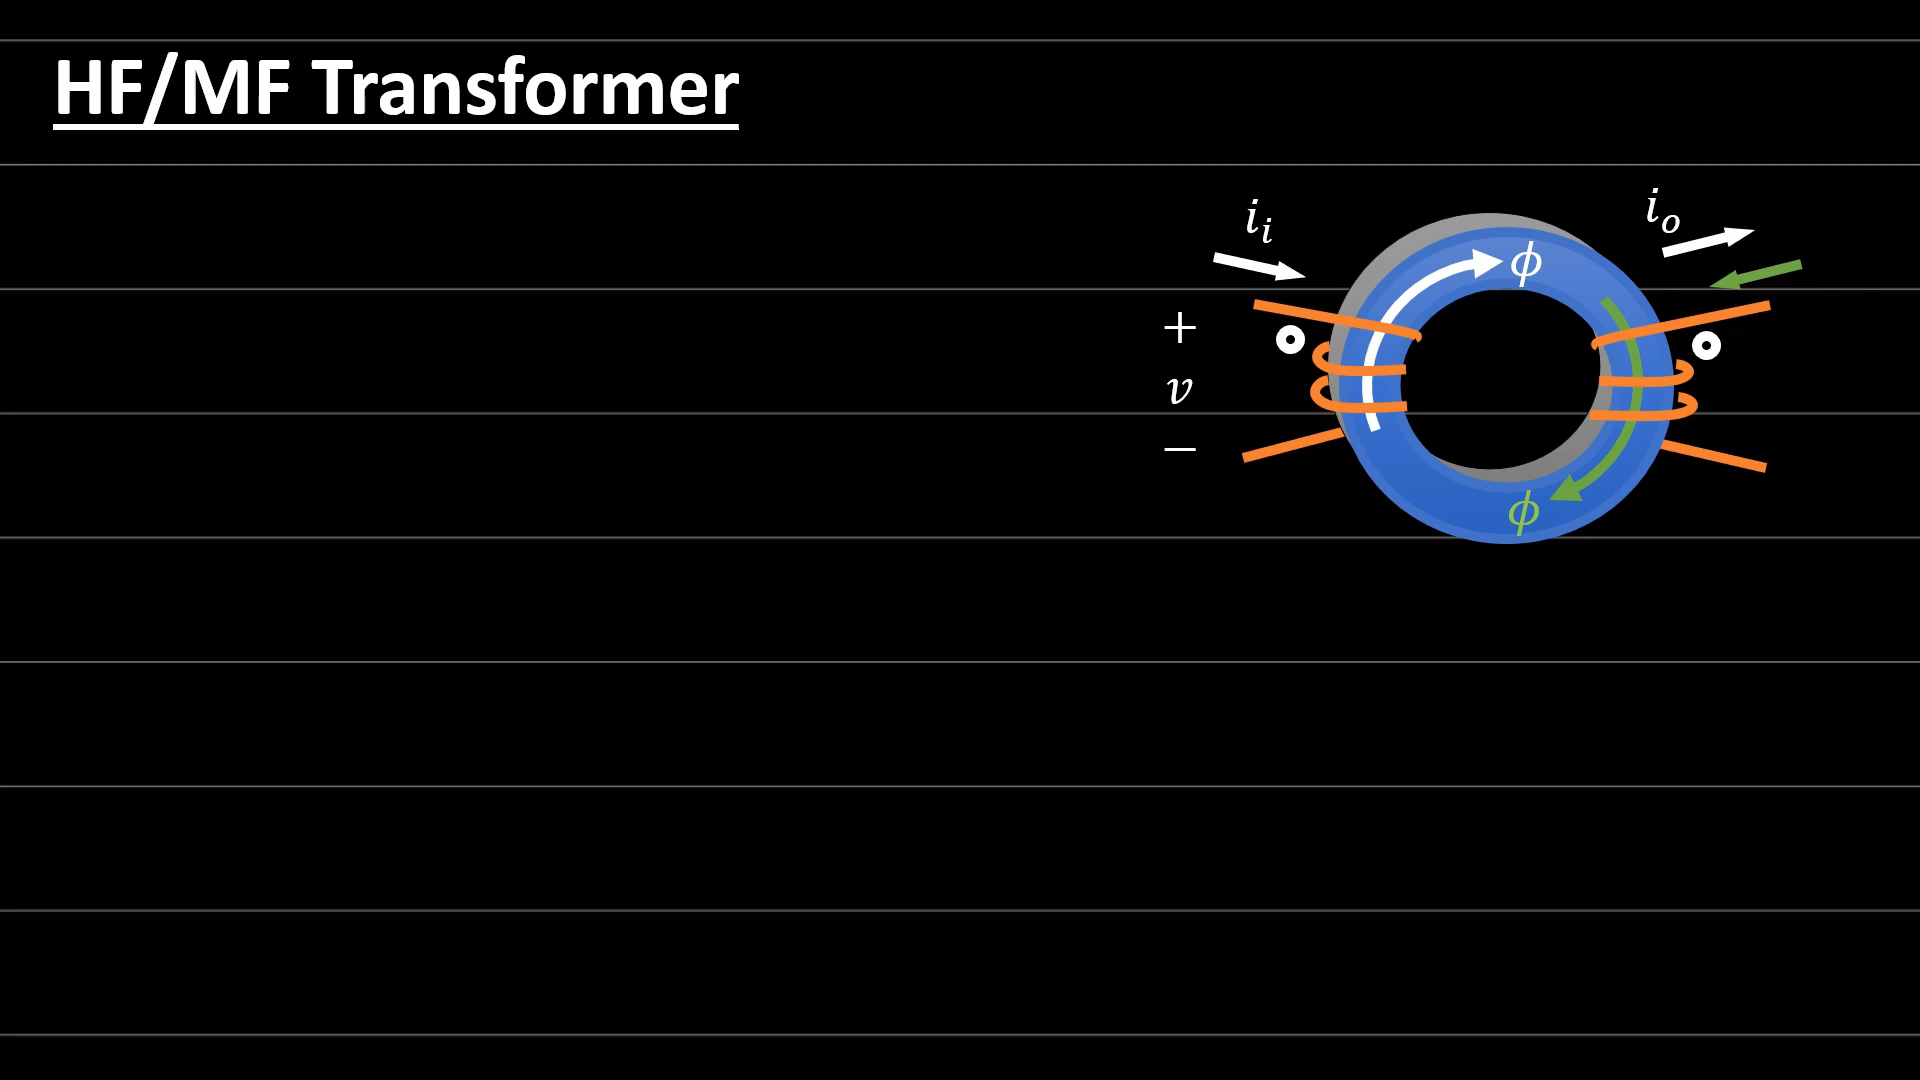 HF/MF Transformer
i_i
i_o
ϕ
+
v
−
ϕ